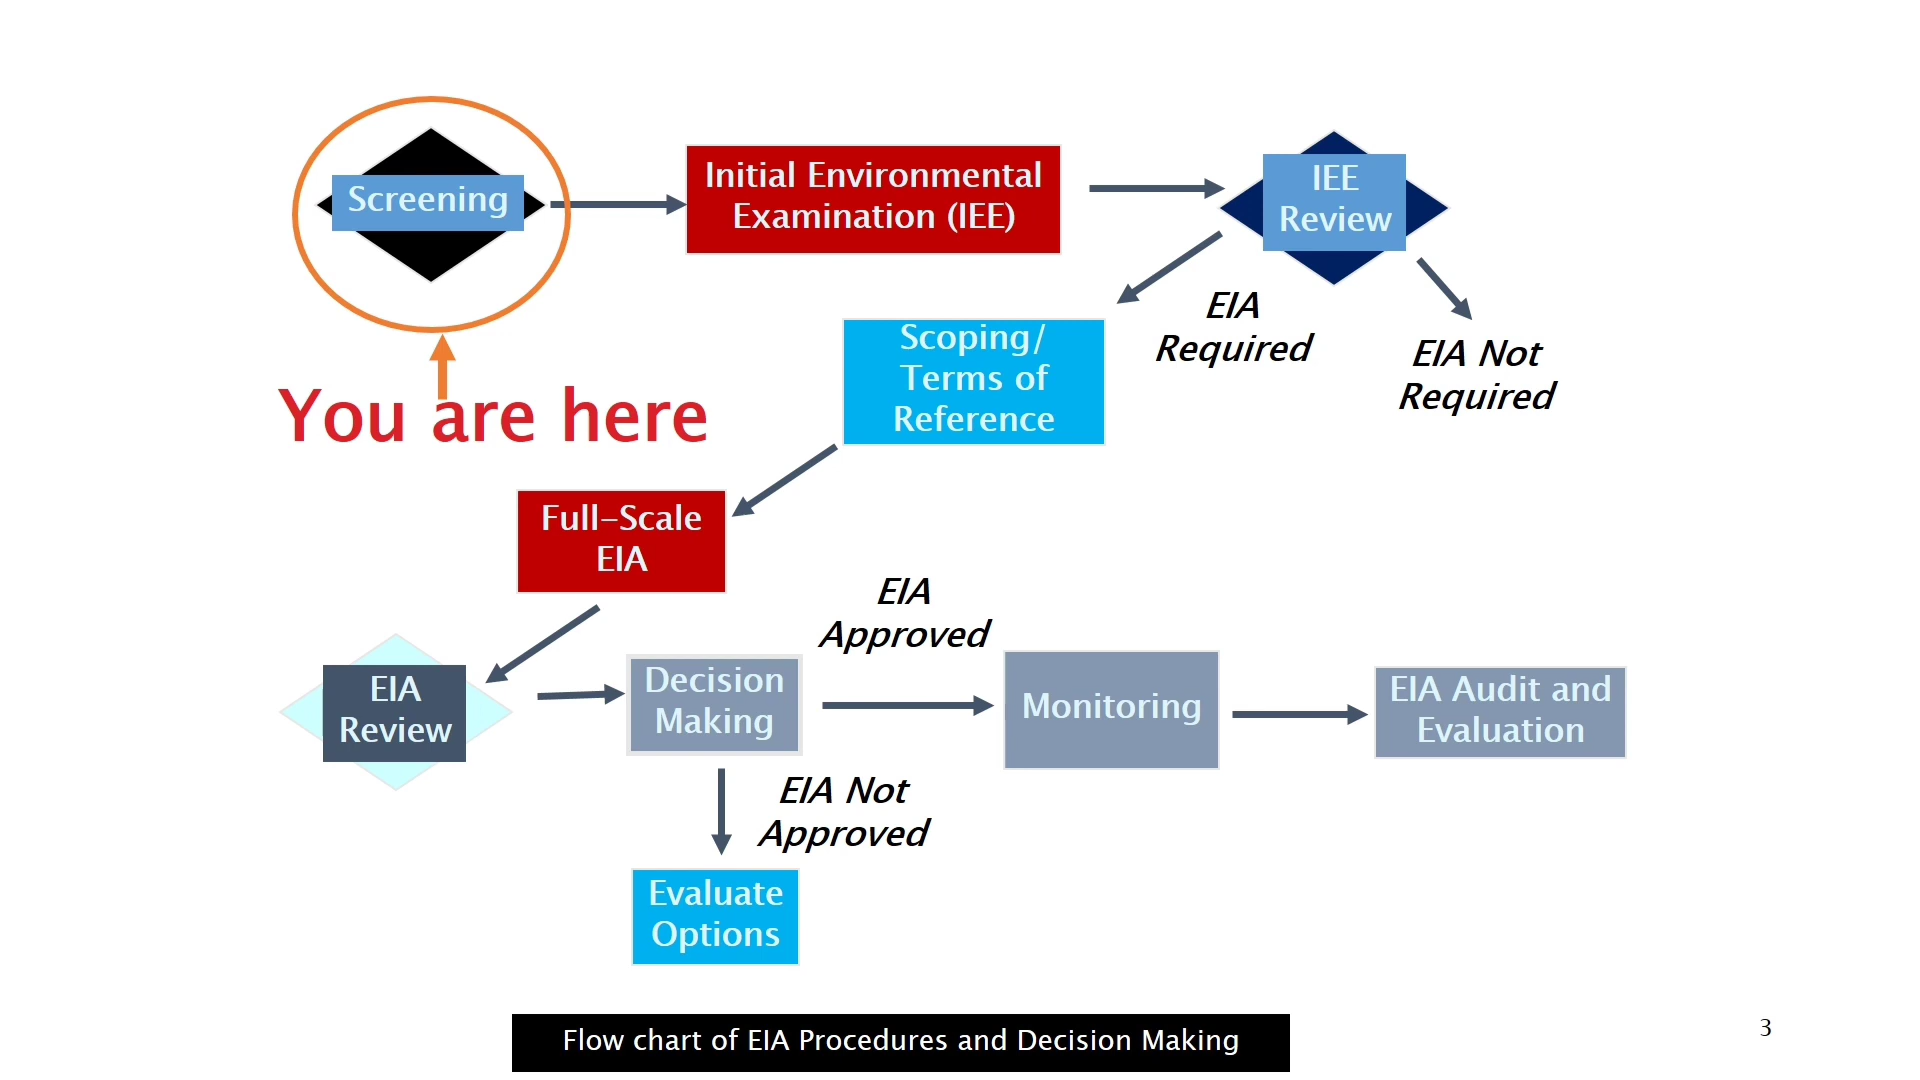 Screening
Initial Environmental
Examination (IEE)
IEE
Review
EIA
Required
EIA Not
Required
Scoping/
Terms of
Reference
You are here
Full-Scale
EIA
EIA
Approved
EIA
Review
Decision
Making
Monitoring
EIA Audit and
Evaluation
EIA Not
Approved
Evaluate
Options
Flow chart of EIA Procedures and Decision Making
3